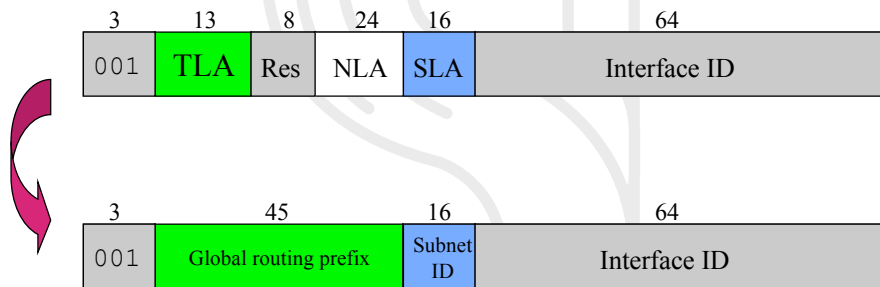 3 13 8 24 16 64
001 TLA Res NLA SLA Interface ID
3 45 16 64
001 Global routing prefix Subnet ID Interface ID